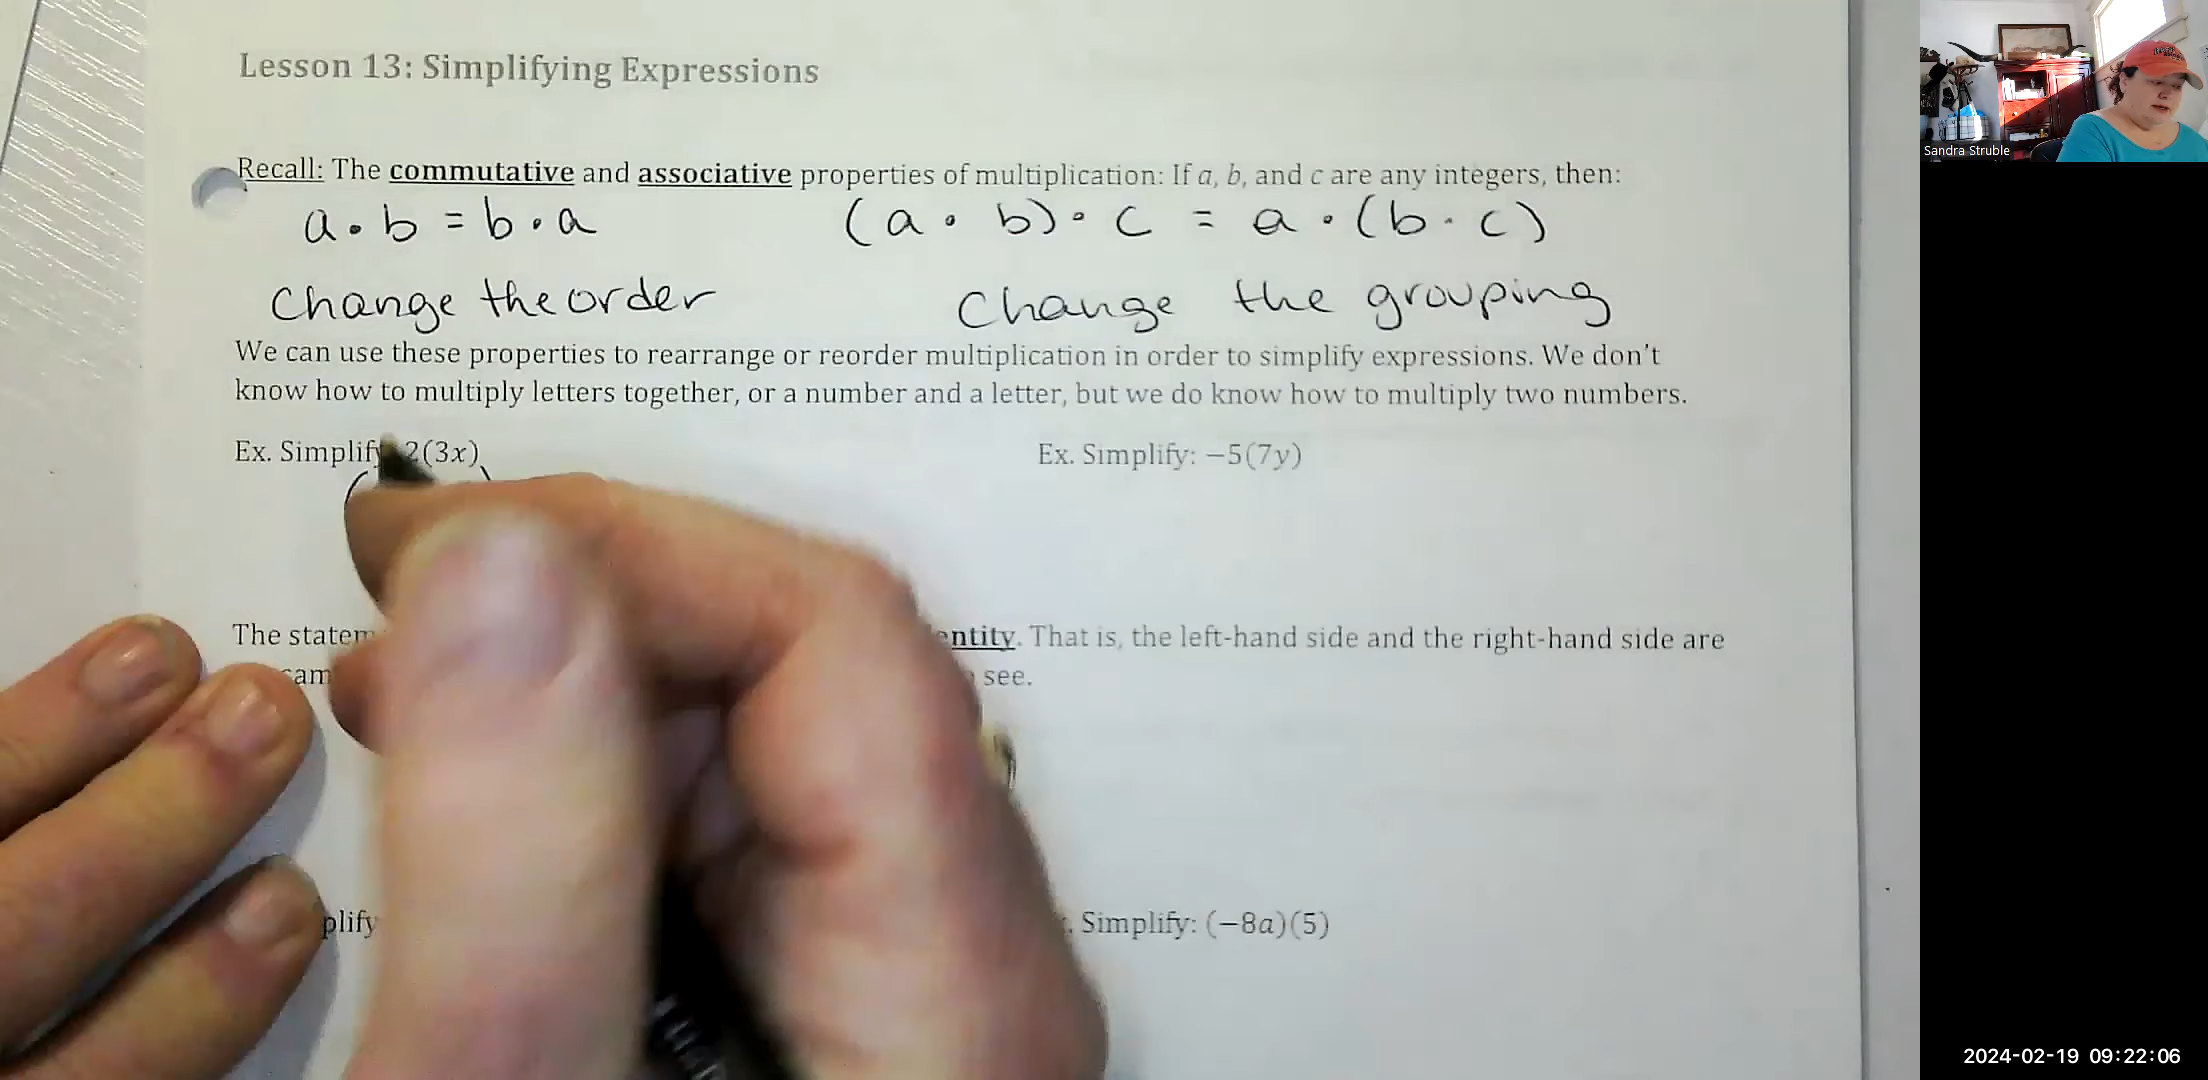 Lesson 13: Simplifying Expressions
Sandra Struble
Recall: The commutative and associative properties of multiplication: If a, b, and c are any integers, then:
a • b = b • a (a • b) • c = a • (b • c)
Change the order Change the grouping
We can use these properties to rearrange or reorder multiplication in order to simplify expressions. We don't
know how to multiply letters together, or a number and a letter, but we do know how to multiply two numbers.
Ex. Simplify 2(3x) Ex. Simplify: −5(7y)
(
The entity. That is, the left-hand side and the right-hand side are
see.
plify . Simplify: (−8a)(5)
2024-02-19 09:22:06